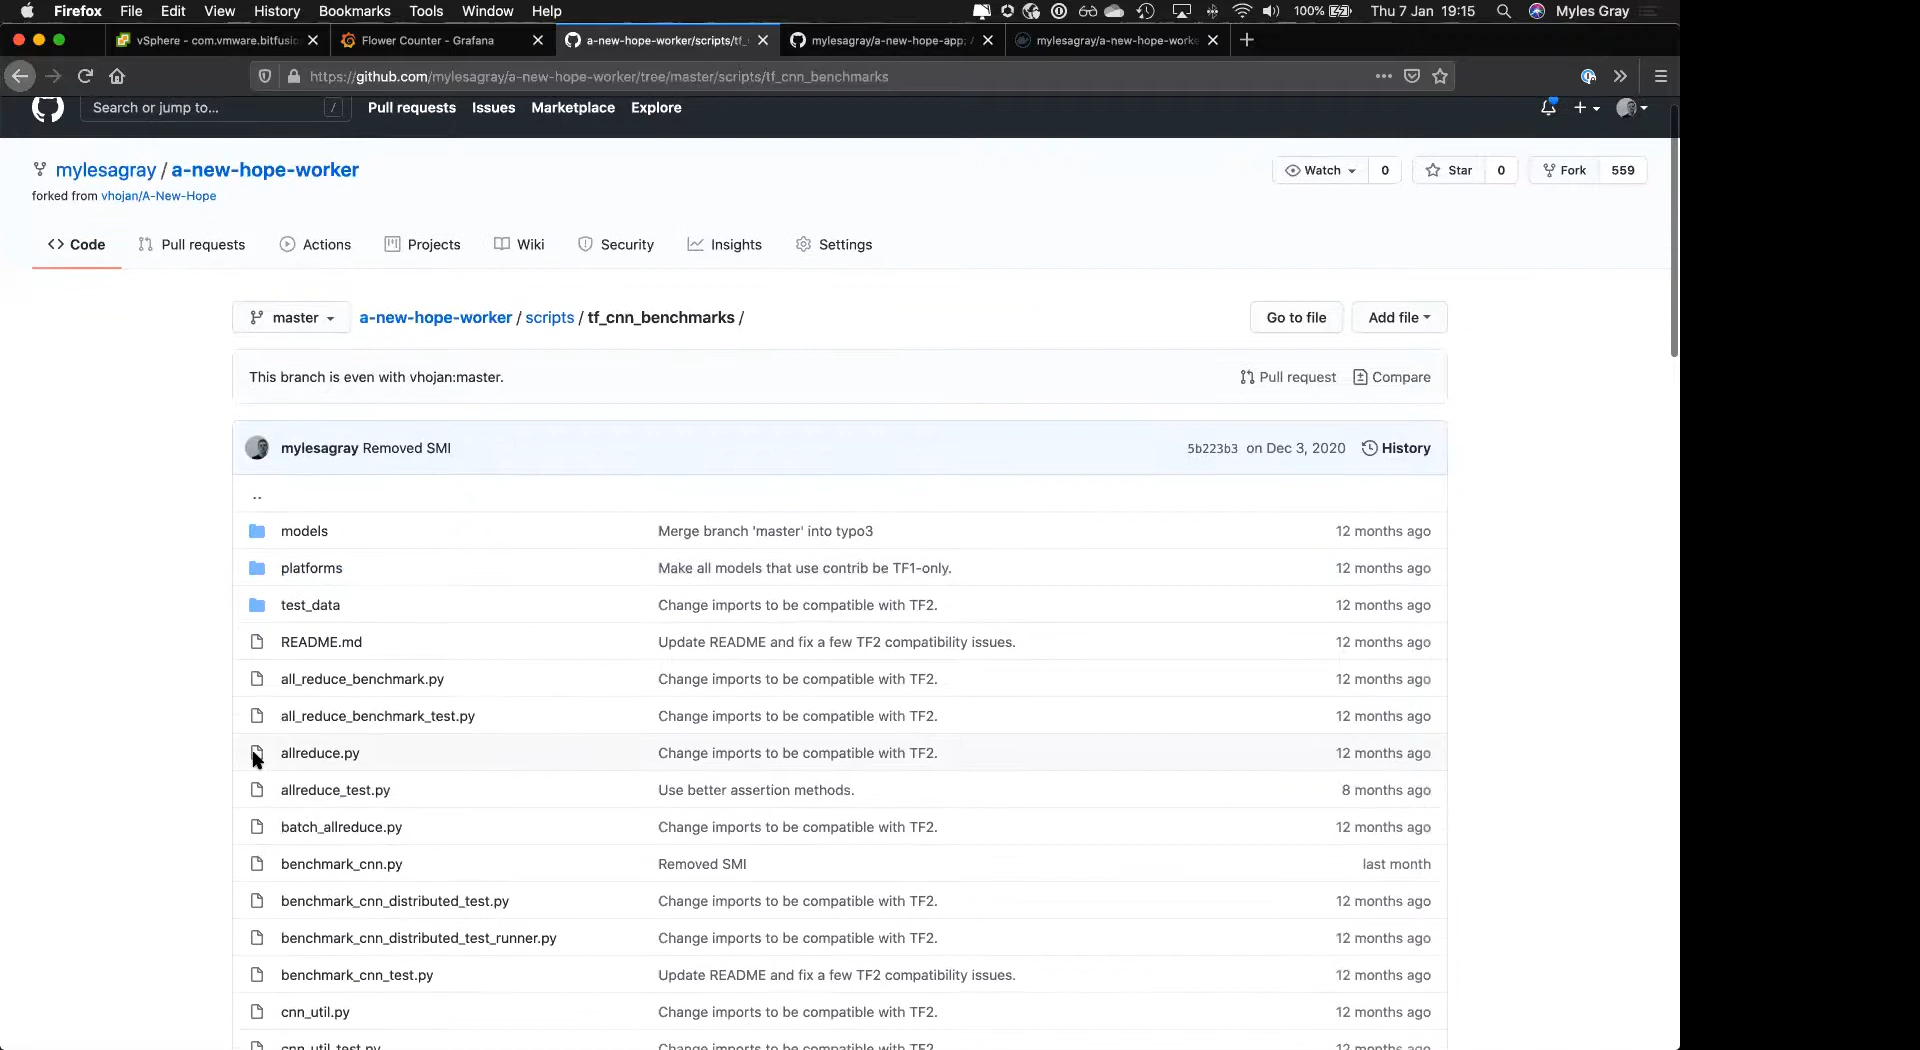 Firefox File Edit View History Bookmarks Tools Window Help 100% Thu 7 Jan 19:15 Myles Gray
vSphere - com.vmware.bitfusio Flower Counter - Grafana a-new-hope-worker/scripts/tf_ mylesagray/a-new-hope-app: mylesagray/a-new-hope-worke
https://github.com/mylesagray/a-new-hope-worker/tree/master/scripts/tf_cnn_benchmarks
Search or jump to... / Pull requests Issues Marketplace Explore
mylesagray / a-new-hope-worker Watch 0 Star 0 Fork 559
forked from vhojan/A-New-Hope
Code Pull requests Actions Projects Wiki Security Insights Settings
master a-new-hope-worker / scripts / tf_cnn_benchmarks / Go to file Add file
This branch is even with vhojan:master. Pull request Compare
mylesagray Removed SMI 5b223b3 on Dec 3, 2020 History
..
models Merge branch 'master' into typo3 12 months ago
platforms Make all models that use contrib be TF1-only. 12 months ago
test_data Change imports to be compatible with TF2. 12 months ago
README.md Update README and fix a few TF2 compatibility issues. 12 months ago
all_reduce_benchmark.py Change imports to be compatible with TF2. 12 months ago
all_reduce_benchmark_test.py Change imports to be compatible with TF2. 12 months ago
allreduce.py Change imports to be compatible with TF2. 12 months ago
allreduce_test.py Use better assertion methods. 8 months ago
batch_allreduce.py Change imports to be compatible with TF2. 12 months ago
benchmark_cnn.py Removed SMI last month
benchmark_cnn_distributed_test.py Change imports to be compatible with TF2. 12 months ago
benchmark_cnn_distributed_test_runner.py Change imports to be compatible with TF2. 12 months ago
benchmark_cnn_test.py Update README and fix a few TF2 compatibility issues. 12 months ago
cnn_util.py Change imports to be compatible with TF2. 12 months ago
cnn_util_test.py Change imports to be compatible with TF2. 12 months ago